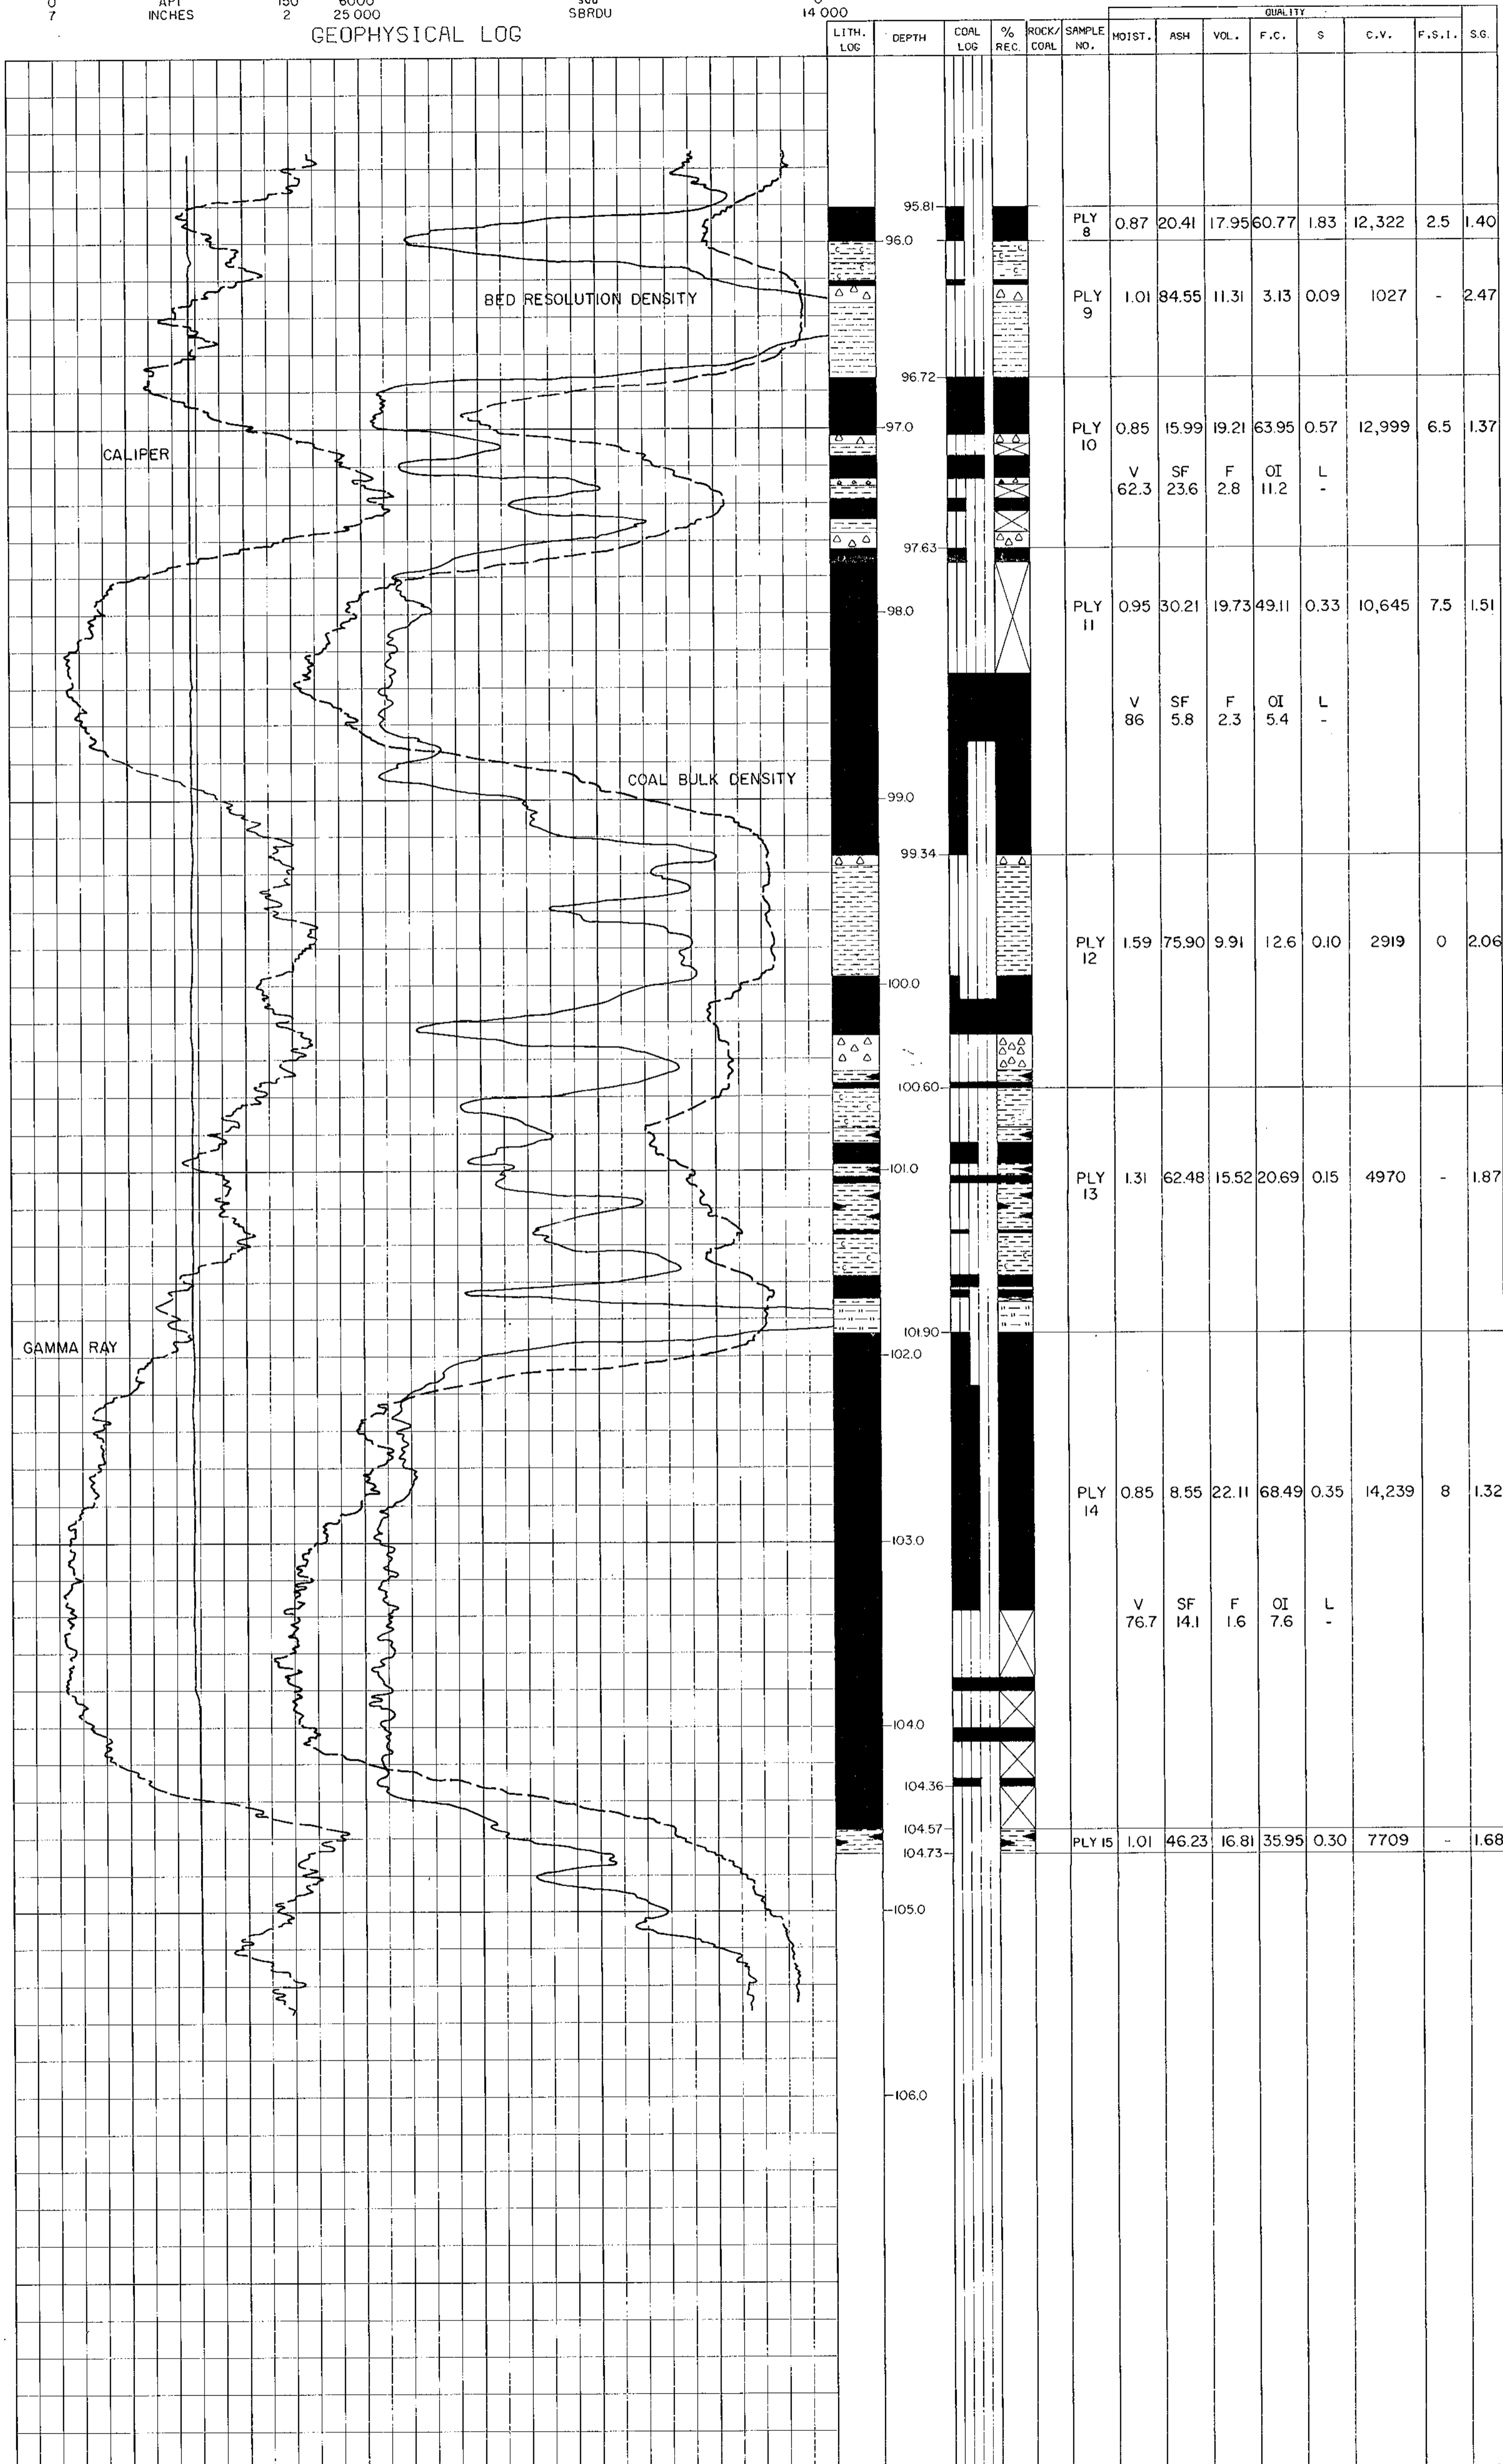 0 API 150 6000 500 0
7 INCHES 2 25 000 SBRDU 14 000
GEOPHYSICAL LOG
QUALITY
LITH. LOG DEPTH COAL LOG % REC. ROCK/ COAL SAMPLE NO. MOIST. ASH VOL. F.C. S C.V. F.S.I. S.G.
95.81
PLY 8 0.87 20.41 17.95 60.77 1.83 12,322 2.5 1.40
96.0
BED RESOLUTION DENSITY
PLY 9 1.01 84.55 11.31 3.13 0.09 1027 - 2.47
96.72
97.0
PLY 10 0.85 15.99 19.21 63.95 0.57 12,999 6.5 1.37
CALIPER
V SF F OI L
62.3 23.6 2.8 11.2 -
97.63
98.0
PLY 11 0.95 30.21 19.73 49.11 0.33 10,645 7.5 1.51
V SF F OI L
86 5.8 2.3 5.4 -
COAL BULK DENSITY
99.0
99.34
PLY 12 1.59 75.90 9.91 12.6 0.10 2919 0 2.06
100.0
100.60
101.0
PLY 13 1.31 62.48 15.52 20.69 0.15 4970 - 1.87
101.90
GAMMA RAY
102.0
PLY 14 0.85 8.55 22.11 68.49 0.35 14,239 8 1.32
103.0
V SF F OI L
76.7 14.1 1.6 7.6 -
104.0
104.36
104.57
PLY 15 1.01 46.23 16.81 35.95 0.30 7709 - 1.68
104.73
105.0
106.0